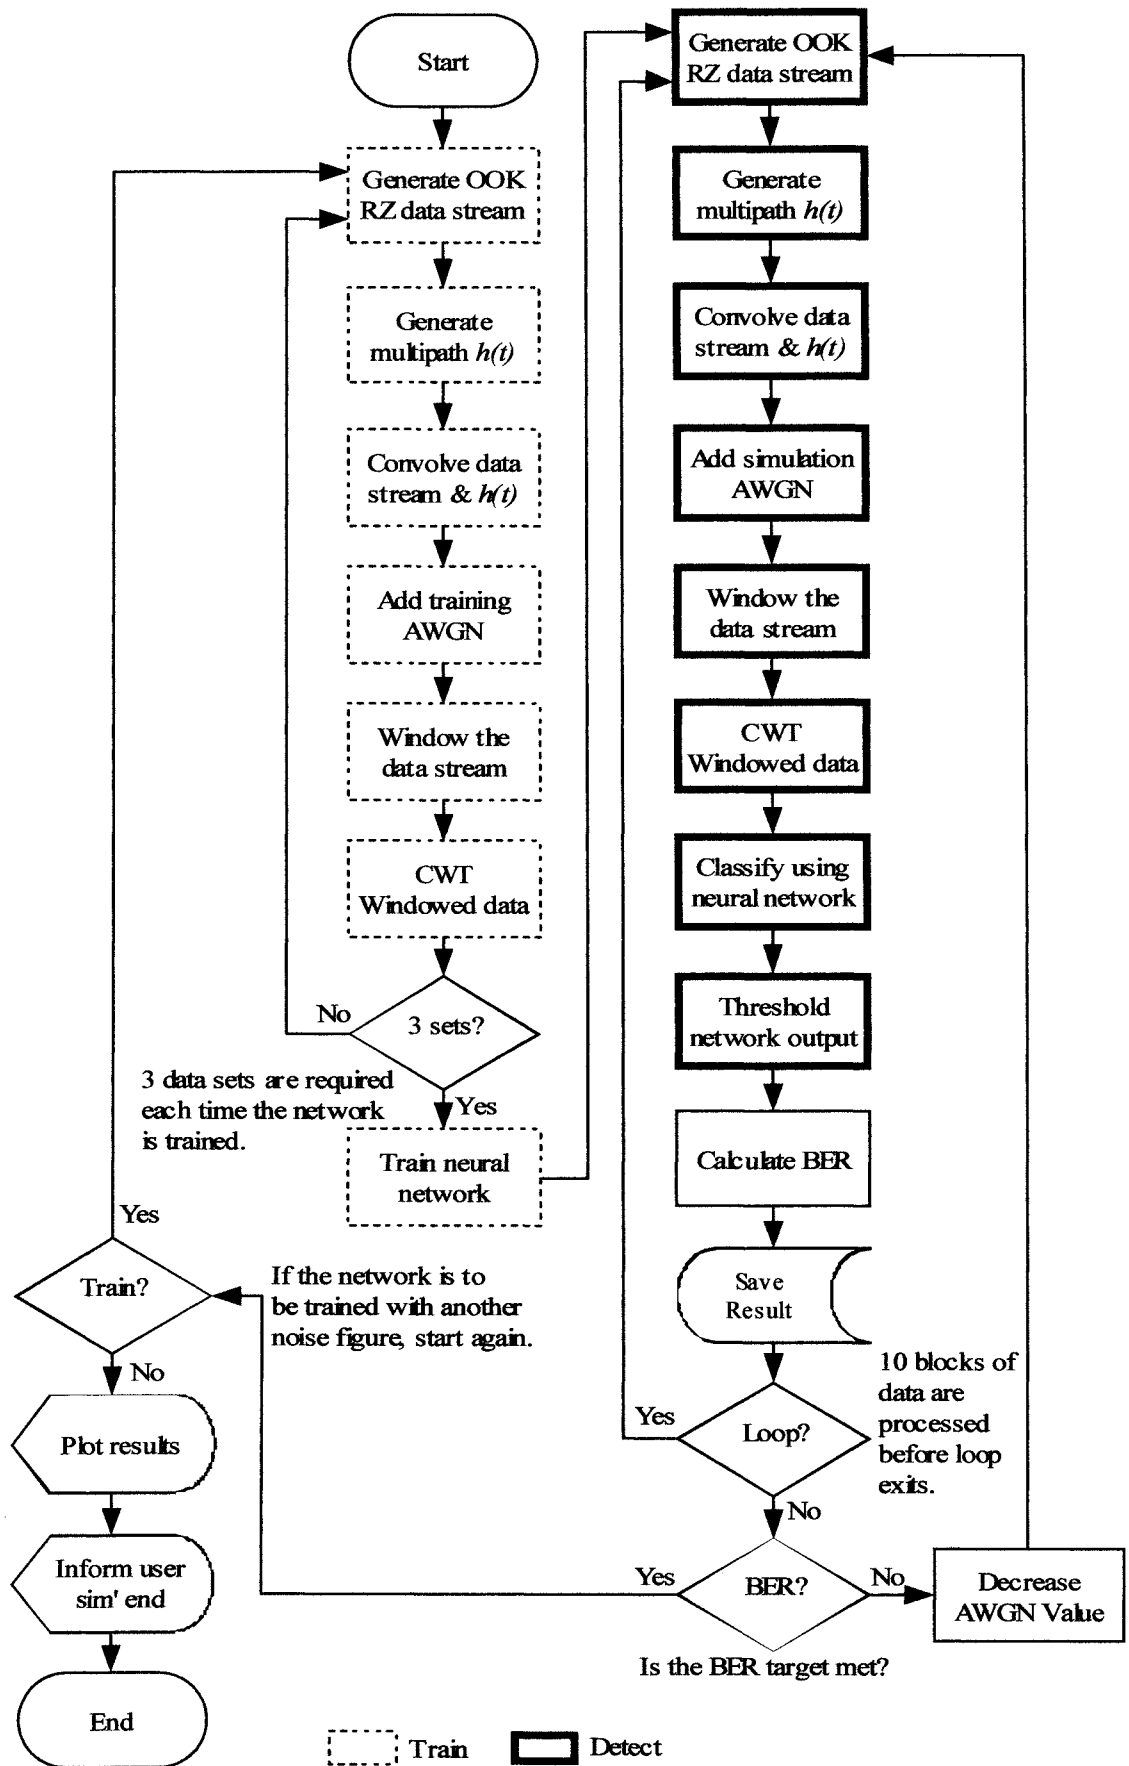 Start
Generate OOK
RZ data stream
Generate
multipath h(t)
Convolve data
stream & h(t)
Add training
AWGN
Window the
data stream
CWT
Windowed data
No
3 sets?
3 data sets are required
each time the network
is trained.
Yes
Train neural
network
Generate OOK
RZ data stream
Generate
multipath h(t)
Convolve data
stream & h(t)
Add simulation
AWGN
Window the
data stream
CWT
Windowed data
Classify using
neural network
Threshold
network output
Calculate BER
Save
Result
Yes
Loop?
10 blocks of
data are
processed
before loop
exits.
No
Yes
BER?
No
Decrease
AWGN Value
Is the BER target met?
Yes
Train?
If the network is to
be trained with another
noise figure, start again.
No
Plot results
Inform user
sim' end
End
Train
Detect